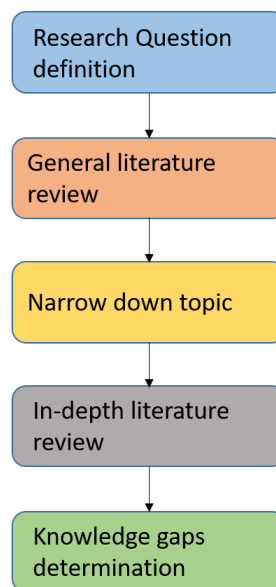 Research Question
definition
General literature
review
Narrow down topic
In-depth literature
review
Knowledge gaps
determination